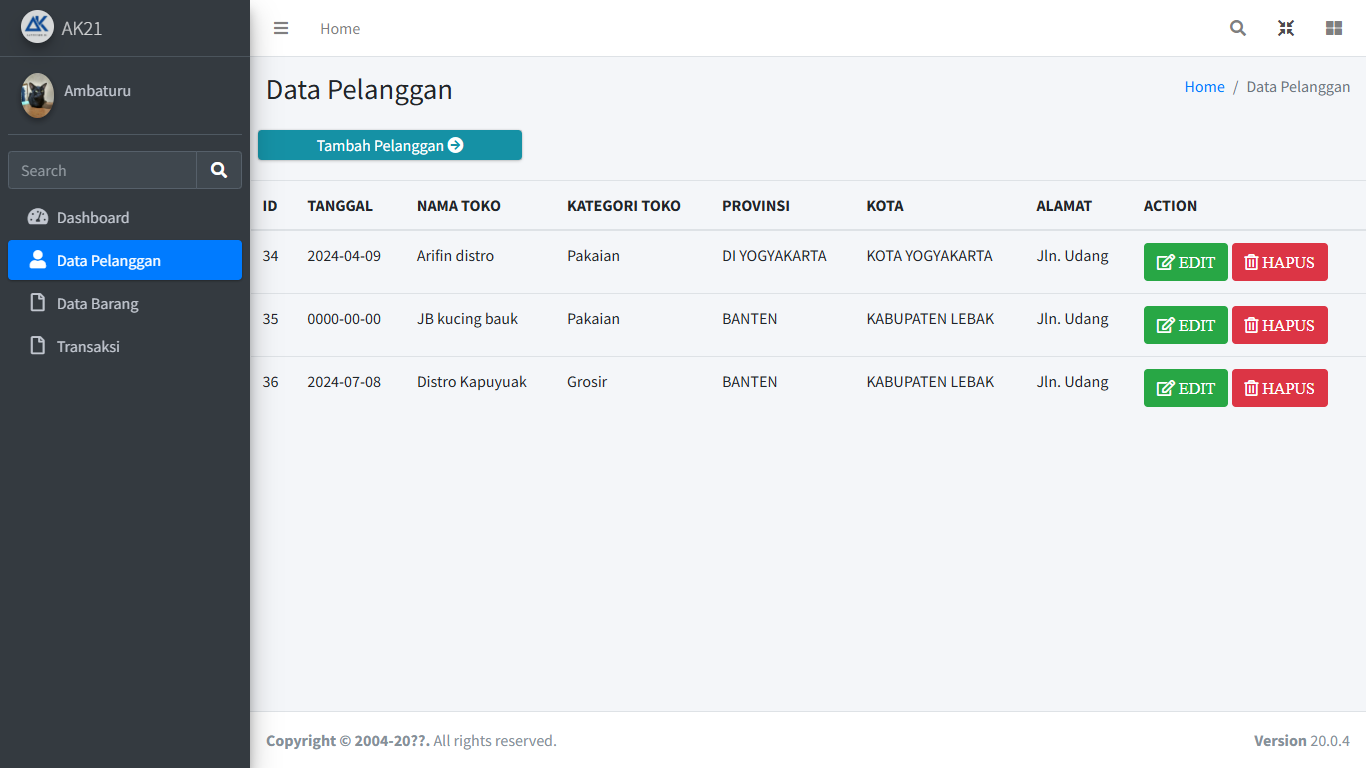 AK21
Home
Ambaturu
Data Pelanggan
Home / Data Pelanggan
Tambah Pelanggan
Search
Dashboard
Data Pelanggan
Data Barang
Transaksi
ID TANGGAL NAMA TOKO KATEGORI TOKO PROVINSI KOTA ALAMAT ACTION
34 2024-04-09 Arifin distro Pakaian DI YOGYAKARTA KOTA YOGYAKARTA Jln. Udang EDIT HAPUS
35 0000-00-00 JB kucing bauk Pakaian BANTEN KABUPATEN LEBAK Jln. Udang EDIT HAPUS
36 2024-07-08 Distro Kapuyuak Grosir BANTEN KABUPATEN LEBAK Jln. Udang EDIT HAPUS
Copyright © 2004-20??. All rights reserved.
Version 20.0.4